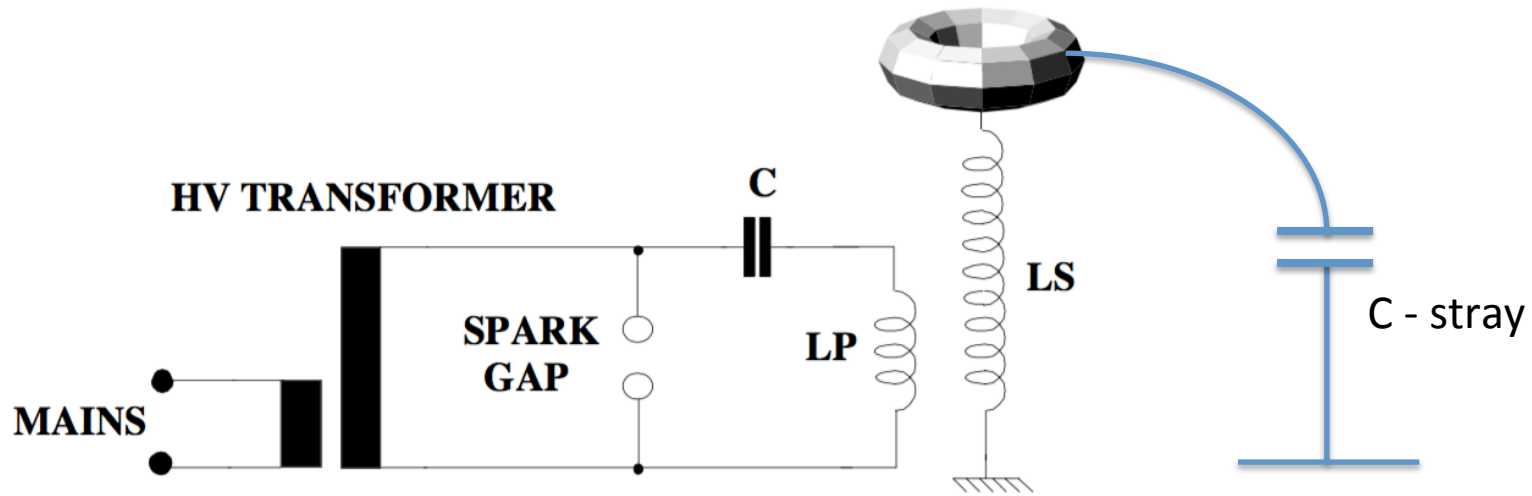 HV TRANSFORMER
C
SPARK
GAP
LP
LS
C - stray
MAINS